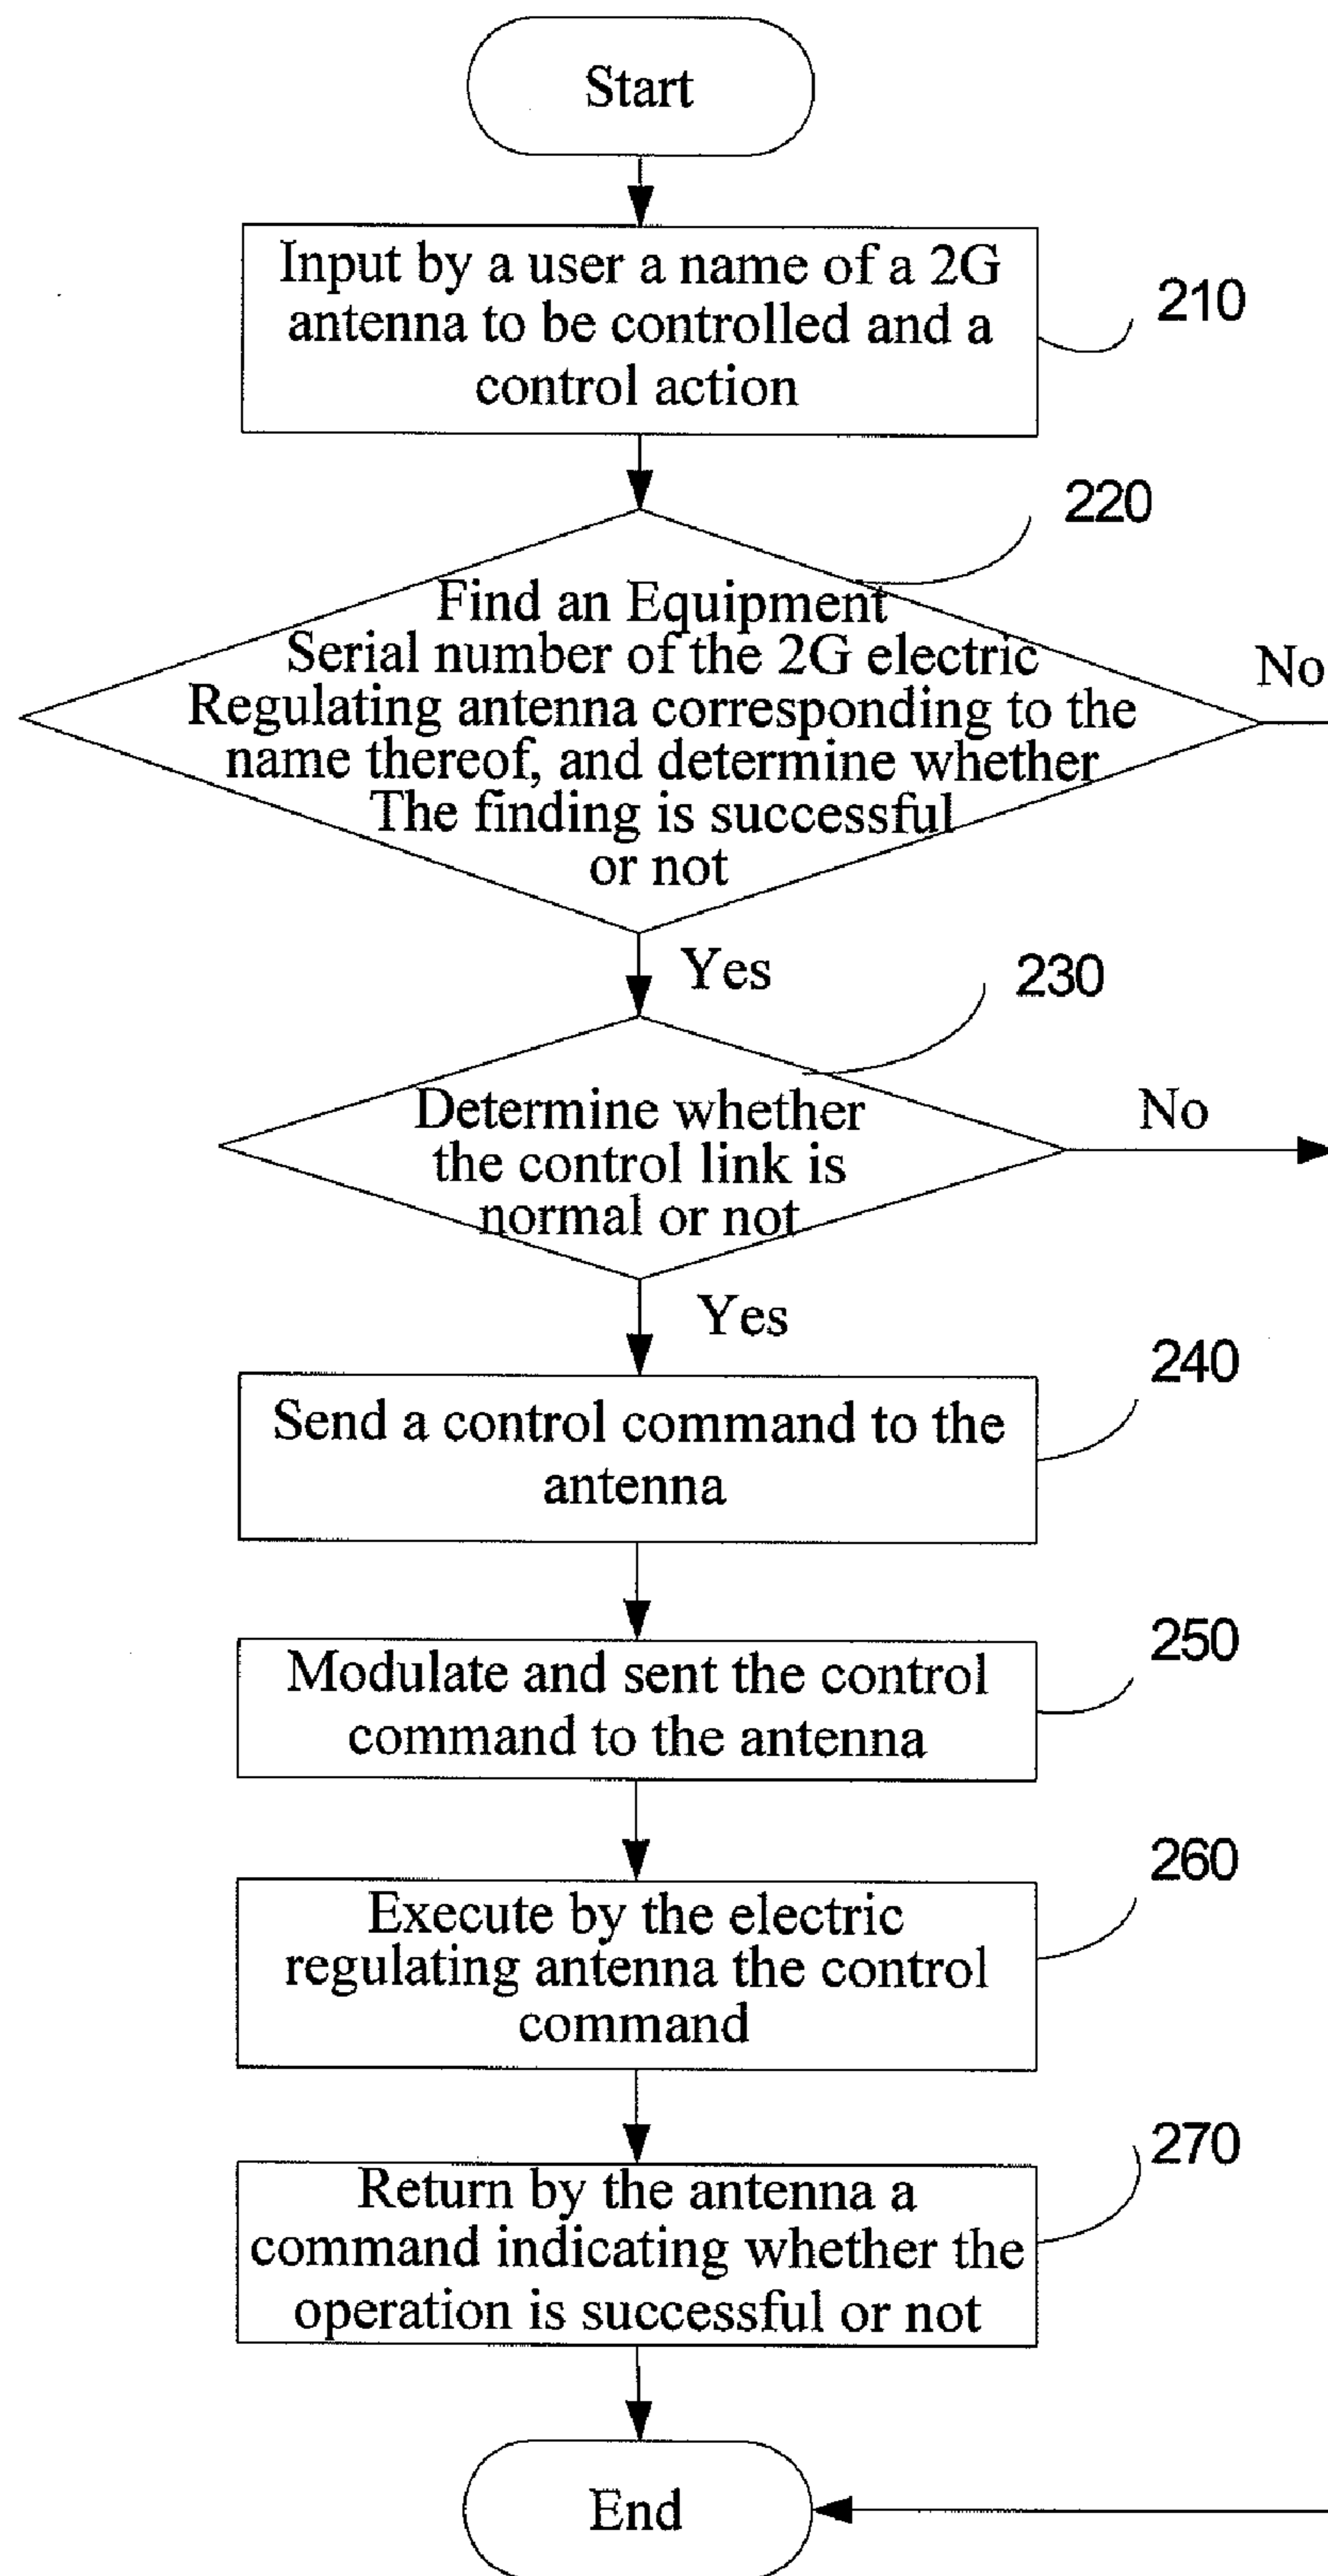 Start
Input by a user a name of a 2G
antenna to be controlled and a
control action
210
220
Find an Equipment
Serial number of the 2G electric
Regulating antenna corresponding to the
name thereof, and determine whether
The finding is successful
or not
No
Yes
230
Determine whether
the control link is
normal or not
No
Yes
240
Send a control command to the
antenna
250
Modulate and sent the control
command to the antenna
260
Execute by the electric
regulating antenna the control
command
270
Return by the antenna a
command indicating whether the
operation is successful or not
End